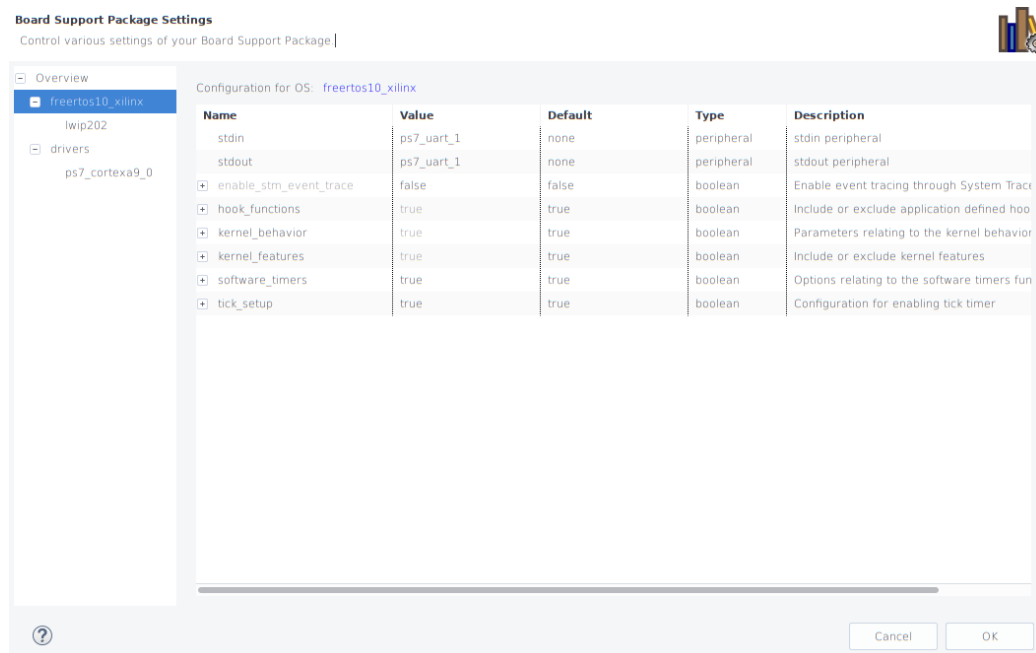 Board Support Package Settings
Control various settings of your Board Support Package.
Overview
freertos10_xilinx
lwip202
drivers
ps7_cortexa9_0
Configuration for OS: freertos10_xilinx
Name Value Default Type Description
stdin ps7_uart_1 none peripheral stdin peripheral
stdout ps7_uart_1 none peripheral stdout peripheral
enable_stm_event_trace false false boolean Enable event tracing through System Trace
hook_functions true true boolean Include or exclude application defined hoo
kernel_behavior true true boolean Parameters relating to the kernel behavior
kernel_features true true boolean Include or exclude kernel features
software_timers true true boolean Options relating to the software timers fun
tick_setup true true boolean Configuration for enabling tick timer
?
Cancel OK